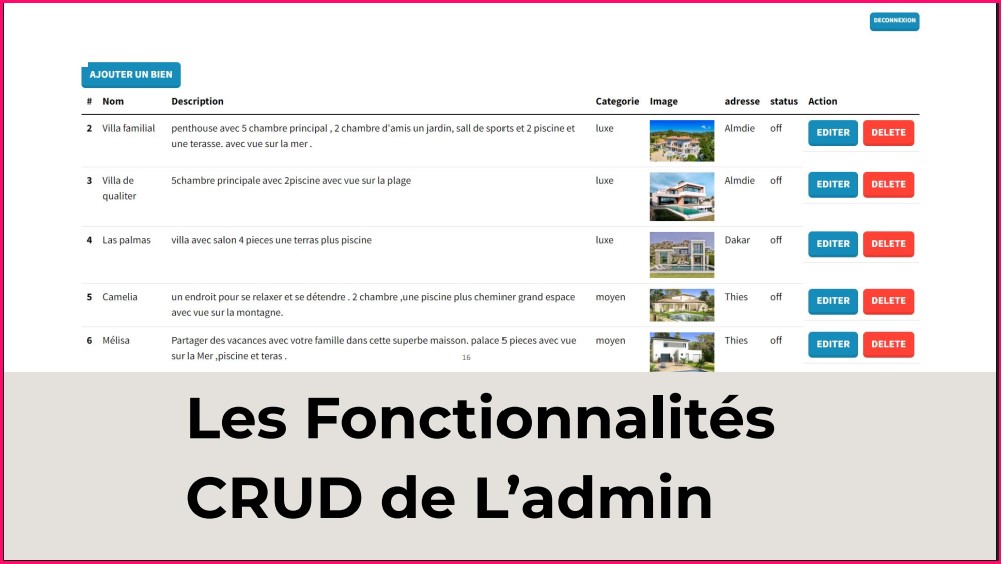 DECONNEXION
AJOUTER UN BIEN
# Nom Description Categorie Image adresse status Action
2 Villa familial penthouse avec 5 chambre principal , 2 chambre d'amis un jardin, sall de sports et 2 piscine et luxe Almdie off EDITER DELETE
une terasse. avec vue sur la mer .
3 Villa de 5chambre principale avec 2piscine avec vue sur la plage luxe Almdie off EDITER DELETE
qualiter
4 Las palmas villa avec salon 4 pieces une terras plus piscine luxe Dakar off EDITER DELETE
5 Camelia un endroit pour se relaxer et se détendre . 2 chambre ,une piscine plus cheminer grand espace moyen Thies off EDITER DELETE
avec vue sur la montagne.
6 Mélisa Partager des vacances avec votre famille dans cette superbe maisson. palace 5 pieces avec vue moyen Thies off EDITER DELETE
sur la Mer ,piscine et teras .
16
Les Fonctionnalités
CRUD de L’admin